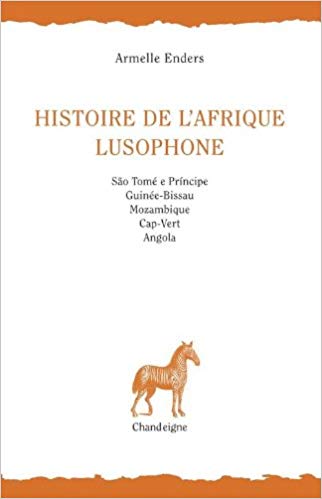 Armelle Enders
HISTOIRE DE L'AFRIQUE
LUSOPHONE
São Tomé e Príncipe
Guinée-Bissau
Mozambique
Cap-Vert
Angola
Chandeigne